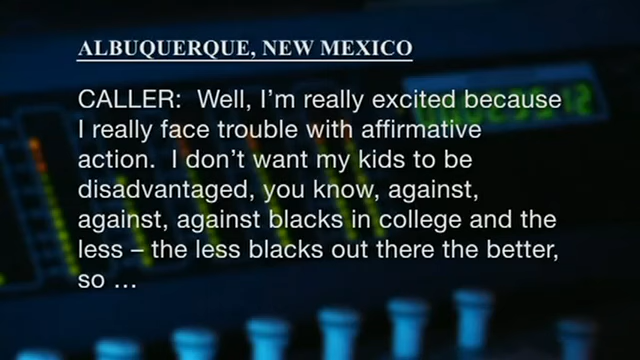 ALBUQUERQUE, NEW MEXICO
CALLER: Well, I'm really excited because
I really face trouble with affirmative
action. I don't want my kids to be
disadvantaged, you know, against,
against, against blacks in college and the
less – the less blacks out there the better,
so …